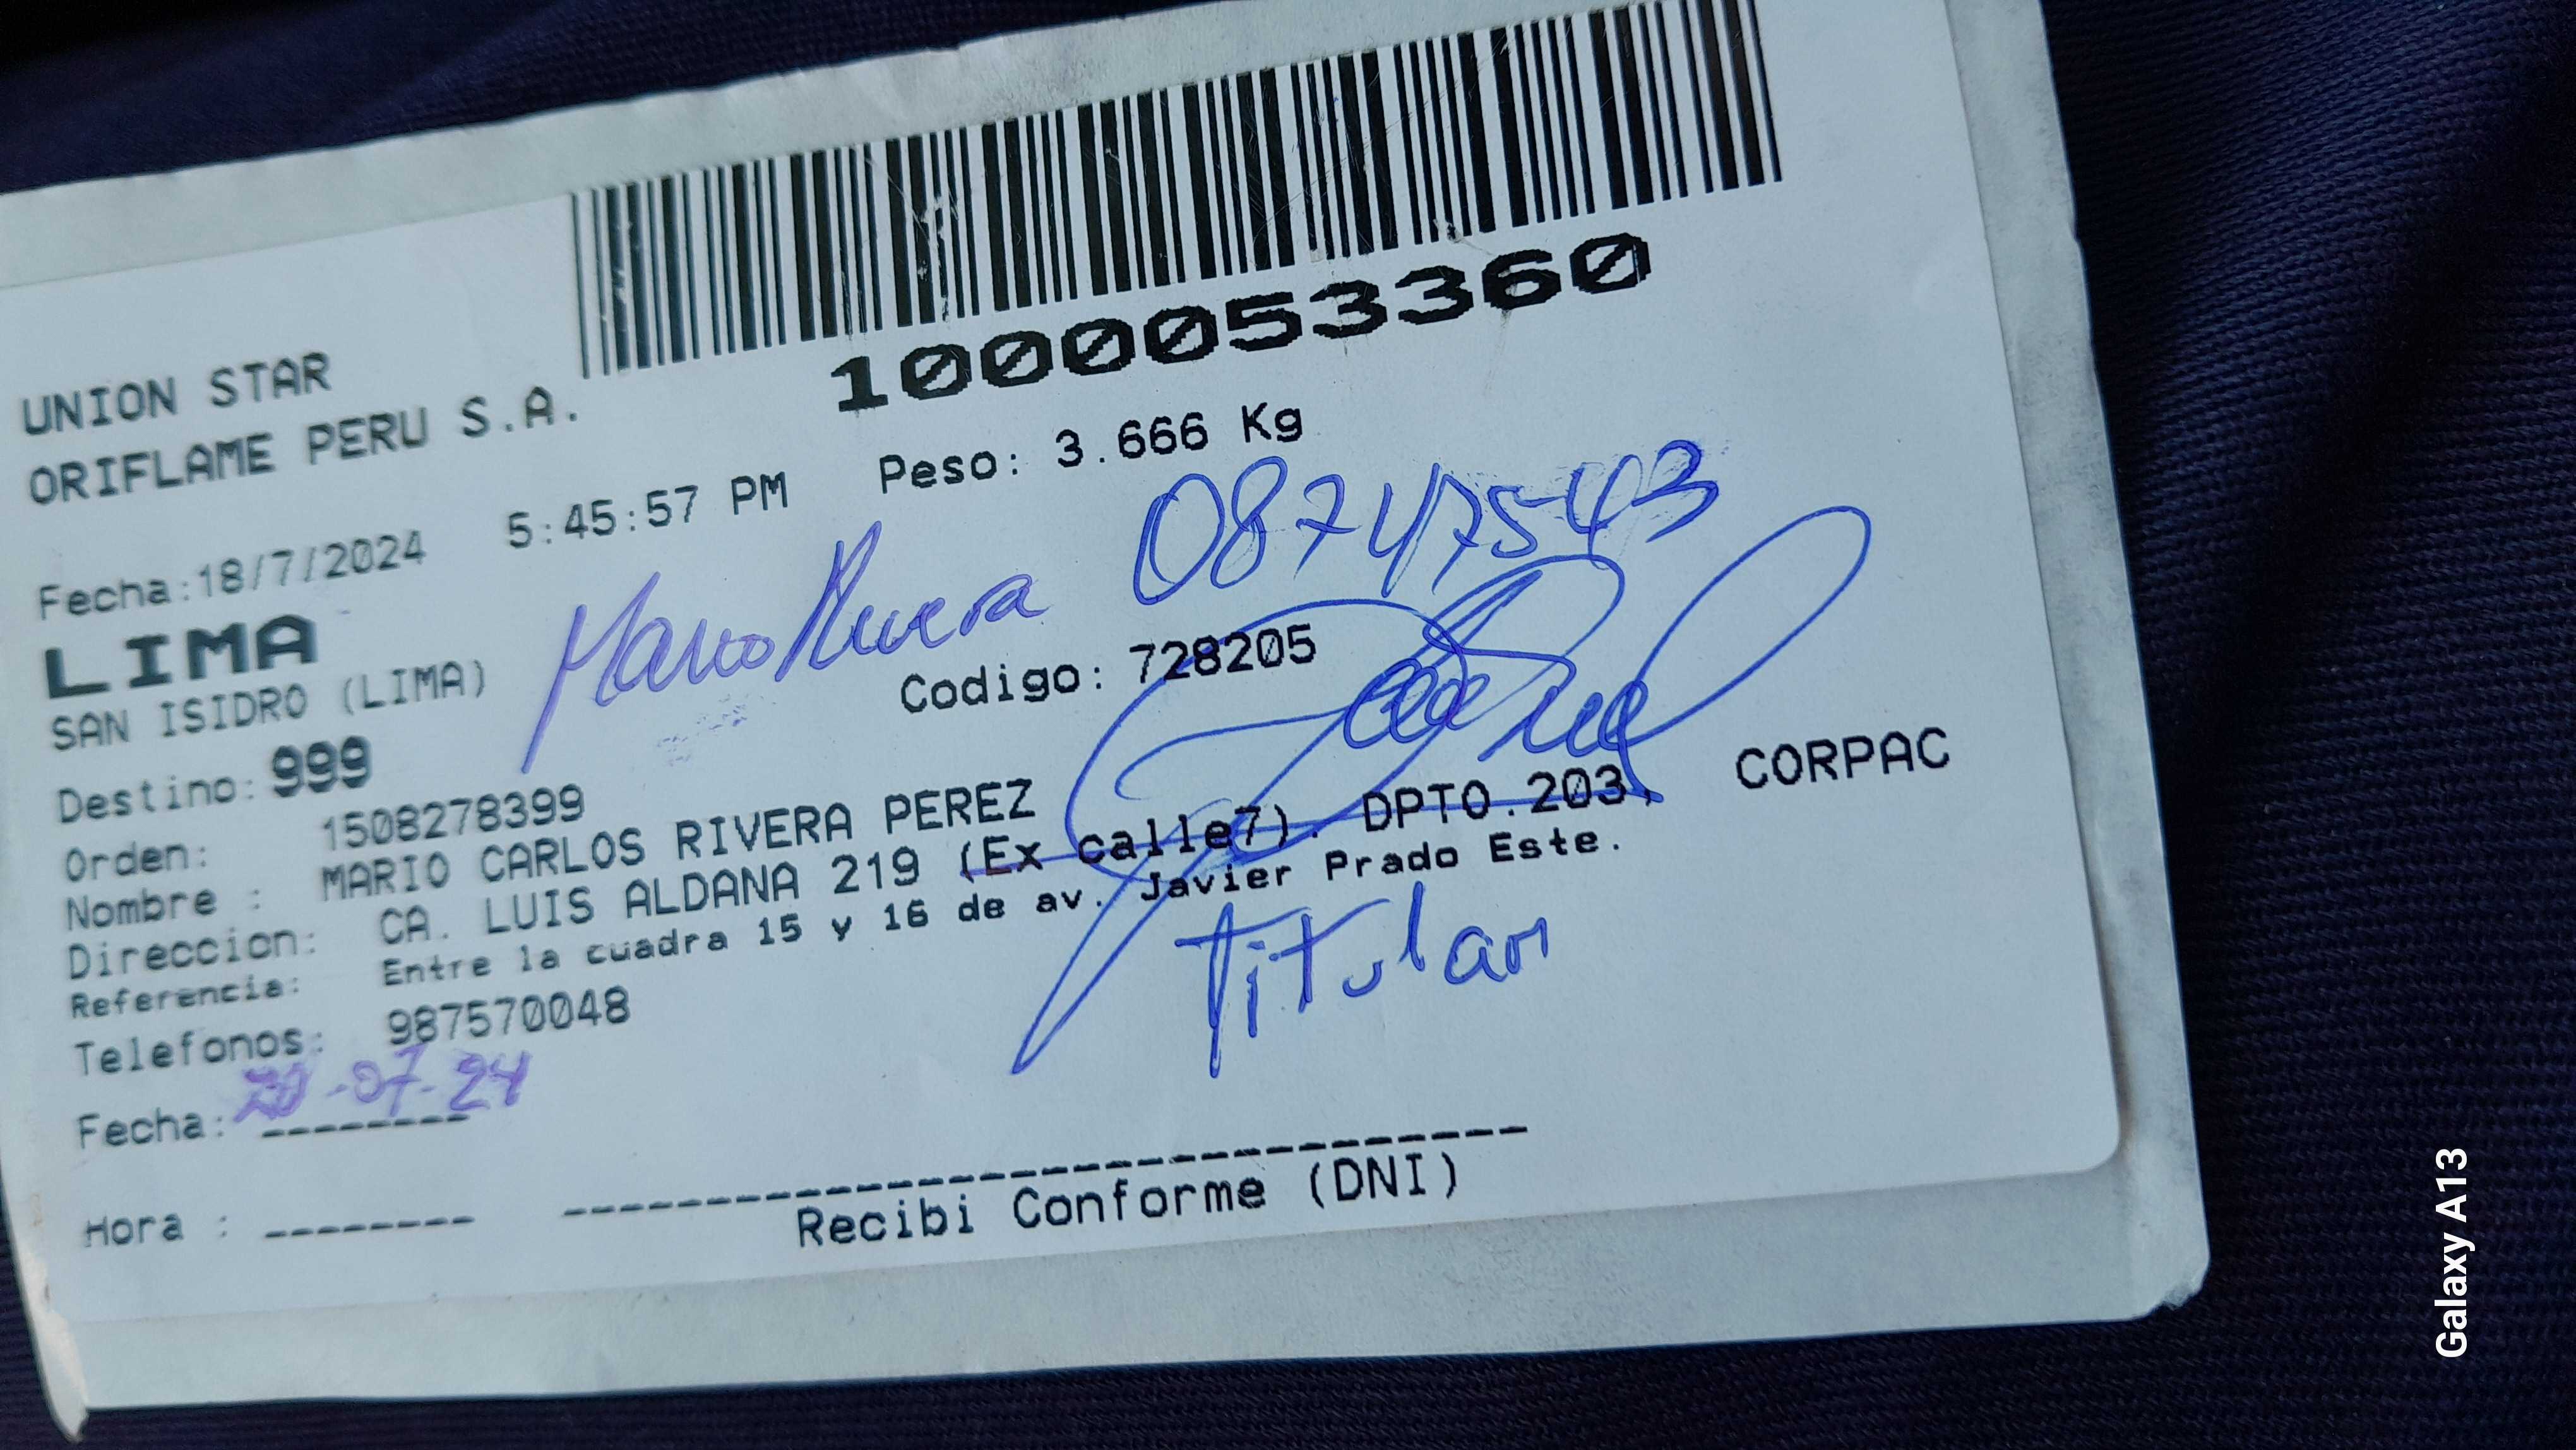 1000053360
UNION STAR
ORIFLAME PERU S.A.
Peso: 3.666 Kg
Fecha:18/7/2024 5:45:57 PM
08747543
LIMA
Mario Rivera
SAN ISIDRO (LIMA)
Codigo: 728205
Destino: 999
Orden: 1508278399
Nombre : MARIO CARLOS RIVERA PEREZ
Direccion: CA. LUIS ALDANA 219 (Ex calle7). DPTO.203, CORPAC
Referencia: Entre la cuadra 15 y 16 de av. Javier Prado Este.
Titular
Telefonos: 987570048
Fecha: 20-07-24
Hora :
Recibi Conforme (DNI)
Galaxy A13